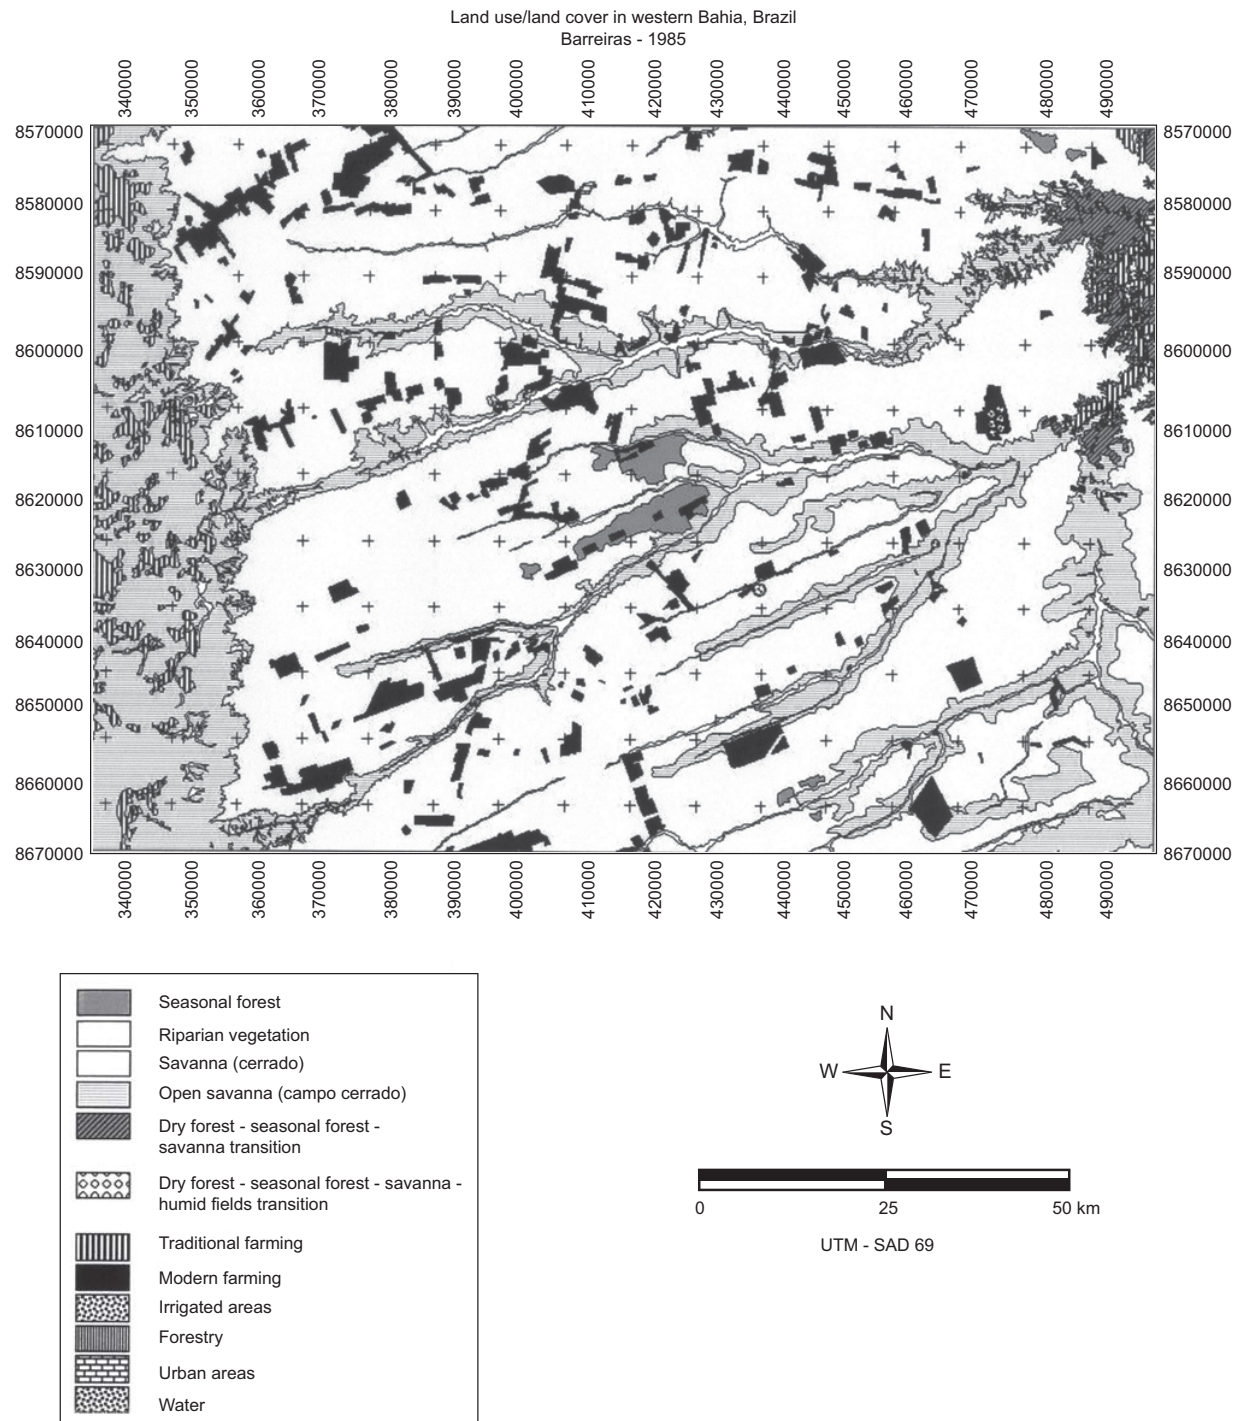 Land use/land cover in western Bahia, Brazil
Barreiras - 1985
340000 350000 360000 370000 380000 390000 400000 410000 420000 430000 440000 450000 460000 470000 480000 490000
8570000 8570000
8580000 8580000
8590000 8590000
8600000 8600000
8610000 8610000
8620000 8620000
8630000 8630000
8640000 8640000
8650000 8650000
8660000 8660000
8670000 8670000
340000 350000 360000 370000 380000 390000 400000 410000 420000 430000 440000 450000 460000 470000 480000 490000
Seasonal forest
Riparian vegetation
Savanna (cerrado)
Open savanna (campo cerrado)
Dry forest - seasonal forest -
savanna transition
Dry forest - seasonal forest - savanna -
humid fields transition
Traditional farming
Modern farming
Irrigated areas
Forestry
Urban areas
Water
N
W E
S
0 25 50 km
UTM - SAD 69